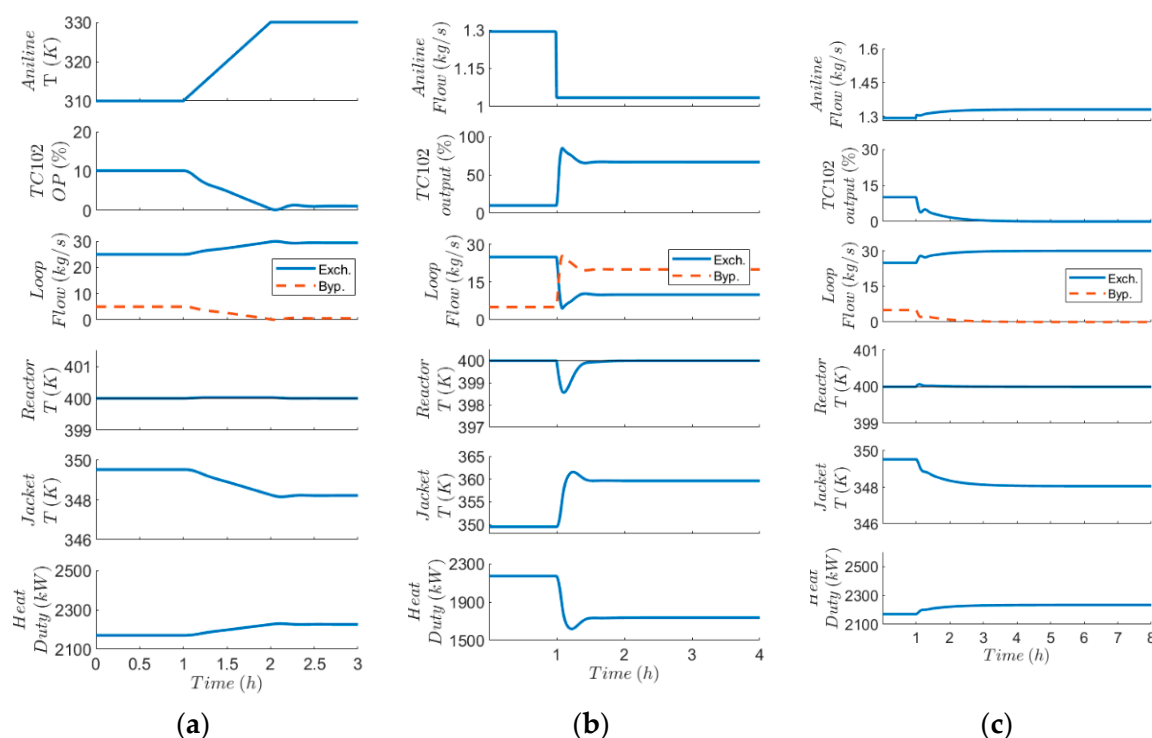 Aniline
T (K)
330
320
310
TC102
OP (%)
20
10
0
Loop
Flow (kg/s)
30
20
10
0
Exch.
Byp.
Reactor
T (K)
401
400
399
Jacket
T (K)
350
348
346
Heat
Duty (kW)
2500
2300
2100
0 0.5 1 1.5 2 2.5 3
Time (h)
(a)
Aniline
Flow (kg/s)
1.3
1.15
1
TC102
output (%)
100
50
0
Loop
Flow (kg/s)
30
15
0
Exch.
Byp.
Reactor
T (K)
400
399
398
397
Jacket
T (K)
365
360
355
350
Heat
Duty (kW)
2300
1900
1500
1 2 3 4
Time (h)
(b)
Aniline
Flow (kg/s)
1.6
1.45
1.3
TC102
output (%)
30
15
0
Loop
Flow (kg/s)
30
15
0
Exch.
Byp.
Reactor
T (K)
401
400
399
Jacket
T (K)
350
348
346
Heat
Duty (kW)
2500
2300
2100
0 1 2 3 4 5 6 7 8
Time (h)
(c)